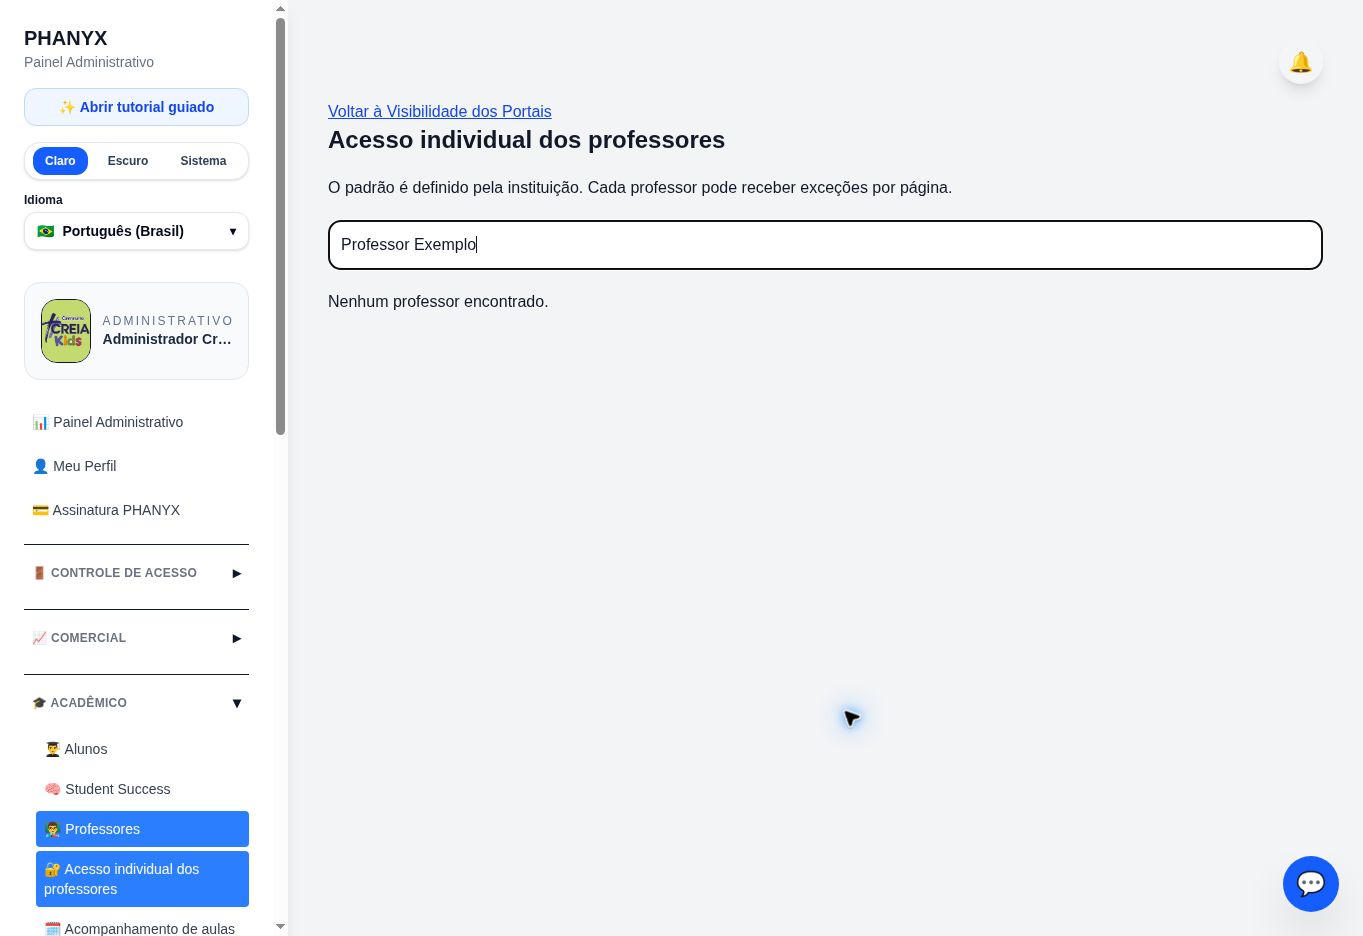 PHANYX
Painel Administrativo
✨ Abrir tutorial guiado
Claro
Escuro
Sistema
Idioma
🇧🇷 Português (Brasil) ▾
CREIA
Kids
ADMINISTRATIVO
Administrador Cr...
📊 Painel Administrativo
👤 Meu Perfil
💳 Assinatura PHANYX
🚪 CONTROLE DE ACESSO ▶
📈 COMERCIAL ▶
🎓 ACADÊMICO ▼
👨‍🎓 Alunos
🧠 Student Success
👨‍🏫 Professores
🔐 Acesso individual dos
professores
🗓️ Acompanhamento de aulas
🔔
Voltar à Visibilidade dos Portais
Acesso individual dos professores
O padrão é definido pela instituição. Cada professor pode receber exceções por página.
Professor Exemplo
Nenhum professor encontrado.
💬